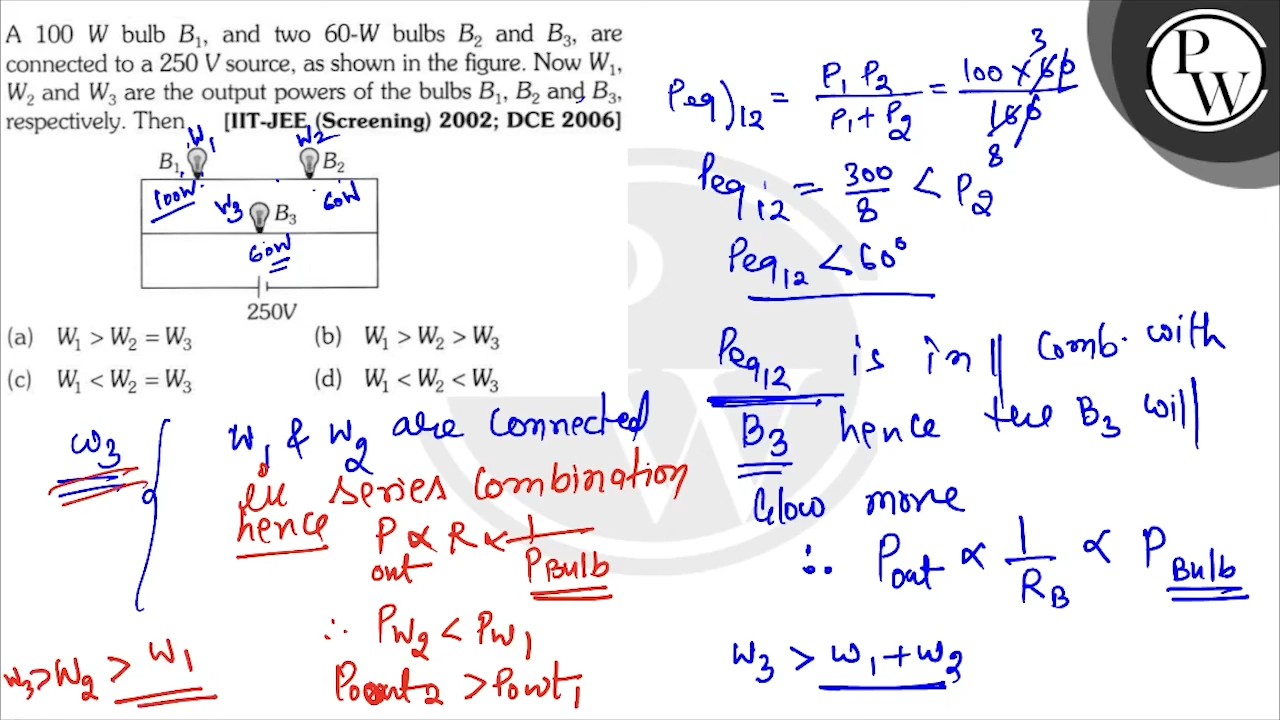 A 100 W bulb B₁, and two 60-W bulbs B₂ and B₃, are
connected to a 250 V source, as shown in the figure. Now W₁,
W₂ and W₃ are the output powers of the bulbs B₁, B₂ and B₃,
respectively. Then [IIT-JEE (Screening) 2002; DCE 2006]
W₁ W₂
B₁ B₂
100W W₃ B₃ 60W
60W
250V
(a) W₁ > W₂ = W₃ (b) W₁ > W₂ > W₃
(c) W₁ < W₂ = W₃ (d) W₁ < W₂ < W₃
W₃
W₁ & W₂ are connected
in series combination
hence P out ∝ R ∝ 1/P Bulb
∴ PW₂ < PW₁
Pout₂ > Pout₁
W₃ > W₂ > W₁
Peq)₁₂ = P₁ P₂ / P₁ + P₂ = 100 × 60 / 160
3
8
Peq₁₂ = 300/8 < P₂
Peq₁₂ < 60
Peq₁₂ is in || comb. with
B₃ hence the B₃ will
Glow more
∴ Pout ∝ 1/R_B ∝ P Bulb
W₃ > W₁ + W₂
PW